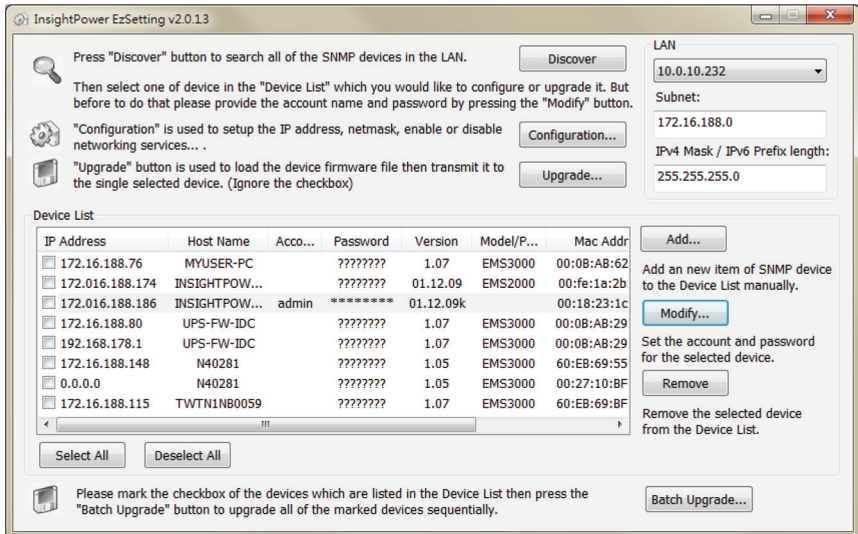 InsightPower EzSetting v2.0.13
Press "Discover" button to search all of the SNMP devices in the LAN.
Discover
Then select one of device in the "Device List" which you would like to configure or upgrade it. But
before to do that please provide the account name and password by pressing the "Modify" button.
"Configuration" is used to setup the IP address, netmask, enable or disable
networking services... .
Configuration...
"Upgrade" button is used to load the device firmware file then transmit it to
the single selected device. (Ignore the checkbox)
Upgrade...
LAN
10.0.10.232
Subnet:
172.16.188.0
IPv4 Mask / IPv6 Prefix length:
255.255.255.0
Device List
IP Address Host Name Acco... Password Version Model/P... Mac Addr
172.16.188.76 MYUSER-PC ???????? 1.07 EMS3000 00:0B:AB:62
172.016.188.174 INSIGHTPOW... ???????? 01.12.09 EMS2000 00:fe:1a:2b
172.016.188.186 INSIGHTPOW... admin ******** 01.12.09k 00:18:23:1c
172.16.188.80 UPS-FW-IDC ???????? 1.07 EMS3000 00:0B:AB:29
192.168.178.1 UPS-FW-IDC ???????? 1.07 EMS3000 00:0B:AB:29
172.16.188.148 N40281 ???????? 1.05 EMS3000 60:EB:69:55
0.0.0.0 N40281 ???????? 1.05 EMS3000 00:27:10:BF
172.16.188.115 TWTN1NB0059 ???????? 1.07 EMS3000 60:EB:69:BF
Add...
Add an new item of SNMP device
to the Device List manually.
Modify...
Set the account and password
for the selected device.
Remove
Remove the selected device
from the Device List.
Select All
Deselect All
Please mark the checkbox of the devices which are listed in the Device List then press the
"Batch Upgrade" button to upgrade all of the marked devices sequentially.
Batch Upgrade...